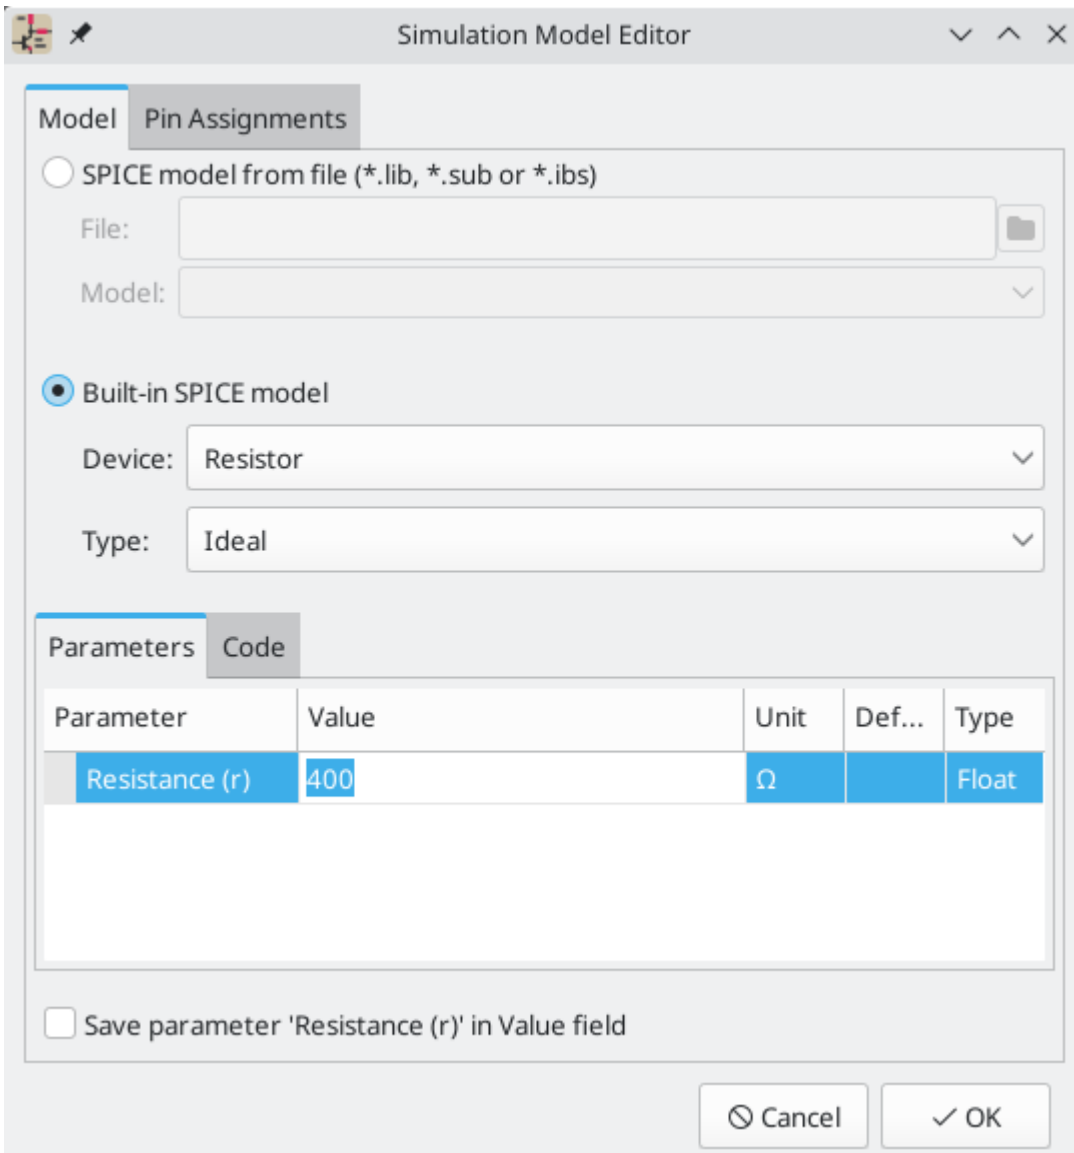 Simulation Model Editor
Model Pin Assignments
SPICE model from file (*.lib, *.sub or *.ibs)
File:
Model:
Built-in SPICE model
Device: Resistor
Type: Ideal
Parameters Code
Parameter Value Unit Def... Type
Resistance (r) 400 Ω Float
Save parameter 'Resistance (r)' in Value field
Cancel OK